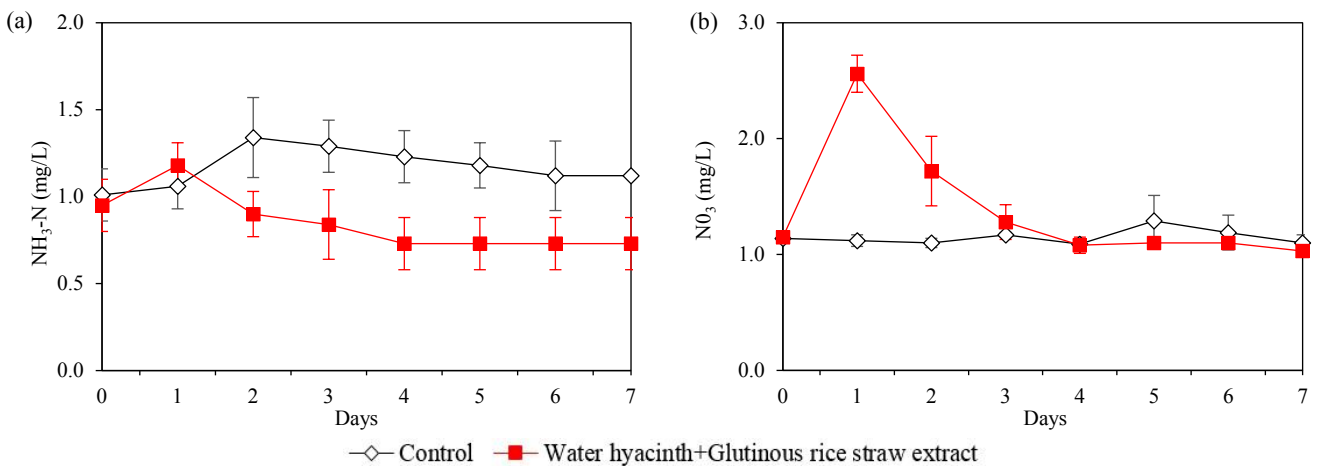 (a)
NH₃-N (mg/L)
2.0
1.5
1.0
0.5
0.0
0 1 2 3 4 5 6 7
Days
(b)
N0₃ (mg/L)
3.0
2.0
1.0
0.0
0 1 2 3 4 5 6 7
Days
Control Water hyacinth+Glutinous rice straw extract